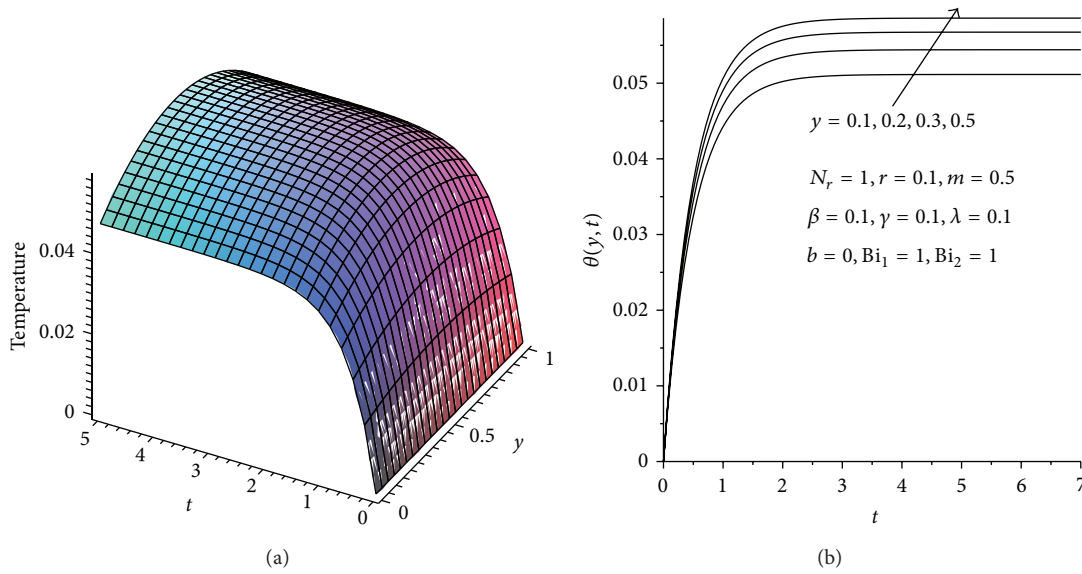 Temperature
0.04
0.02
0
5
4
3
2
1
0
t
0
0.5
1
y
(a)
θ(y, t)
0.05
0.04
0.03
0.02
0.01
0
0 1 2 3 4 5 6 7
t
y = 0.1, 0.2, 0.3, 0.5
N_r = 1, r = 0.1, m = 0.5
β = 0.1, γ = 0.1, λ = 0.1
b = 0, Bi₁ = 1, Bi₂ = 1
(b)